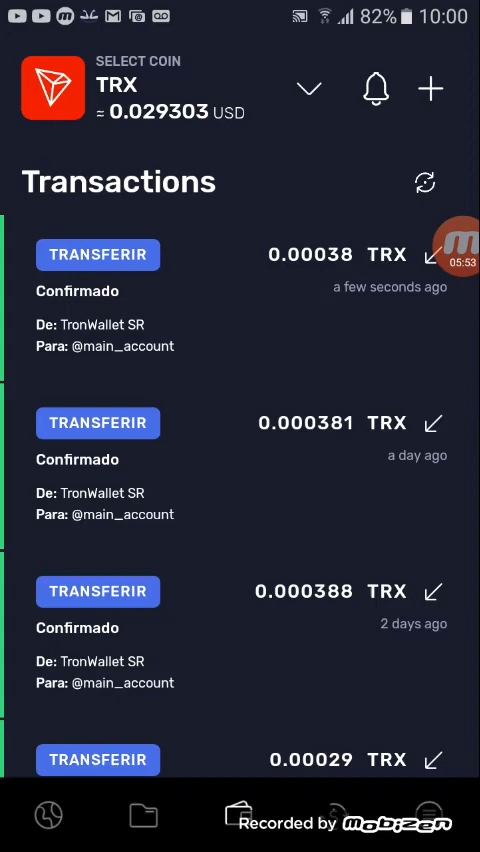 82% 10:00
SELECT COIN
TRX
≈ 0.029303 USD
Transactions
TRANSFERIR 0.00038 TRX
05:53
Confirmado a few seconds ago
De: TronWallet SR
Para: @main_account
TRANSFERIR 0.000381 TRX
Confirmado a day ago
De: TronWallet SR
Para: @main_account
TRANSFERIR 0.000388 TRX
Confirmado 2 days ago
De: TronWallet SR
Para: @main_account
TRANSFERIR 0.00029 TRX
Recorded by mobizen